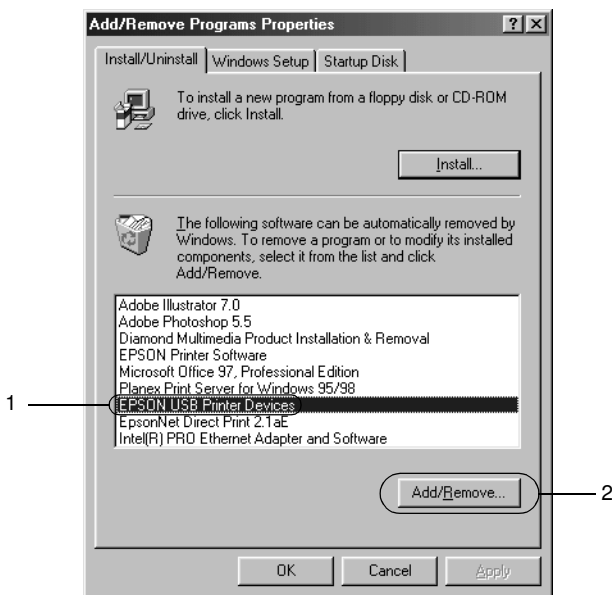 Add/Remove Programs Properties
Install/Uninstall Windows Setup Startup Disk
To install a new program from a floppy disk or CD-ROM
drive, click Install.
Install...
The following software can be automatically removed by
Windows. To remove a program or to modify its installed
components, select it from the list and click
Add/Remove.
Adobe Illustrator 7.0
Adobe Photoshop 5.5
Diamond Multimedia Product Installation & Removal
EPSON Printer Software
Microsoft Office 97, Professional Edition
Planex Print Server for Windows 95/98
1 EPSON USB Printer Devices
EpsonNet Direct Print 2.1aE
Intel(R) PRO Ethernet Adapter and Software
Add/Remove... 2
OK Cancel Apply